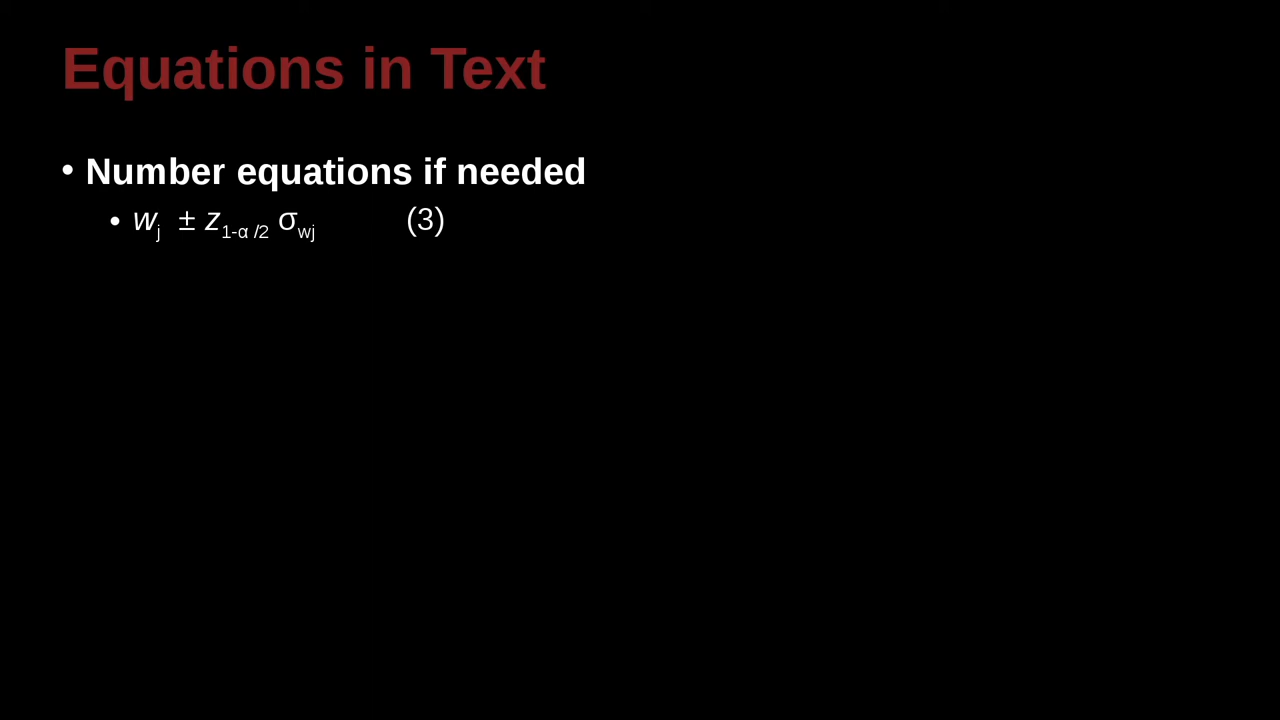 Equations in Text
• Number equations if needed
• wj ± z1-α /2 σwj (3)